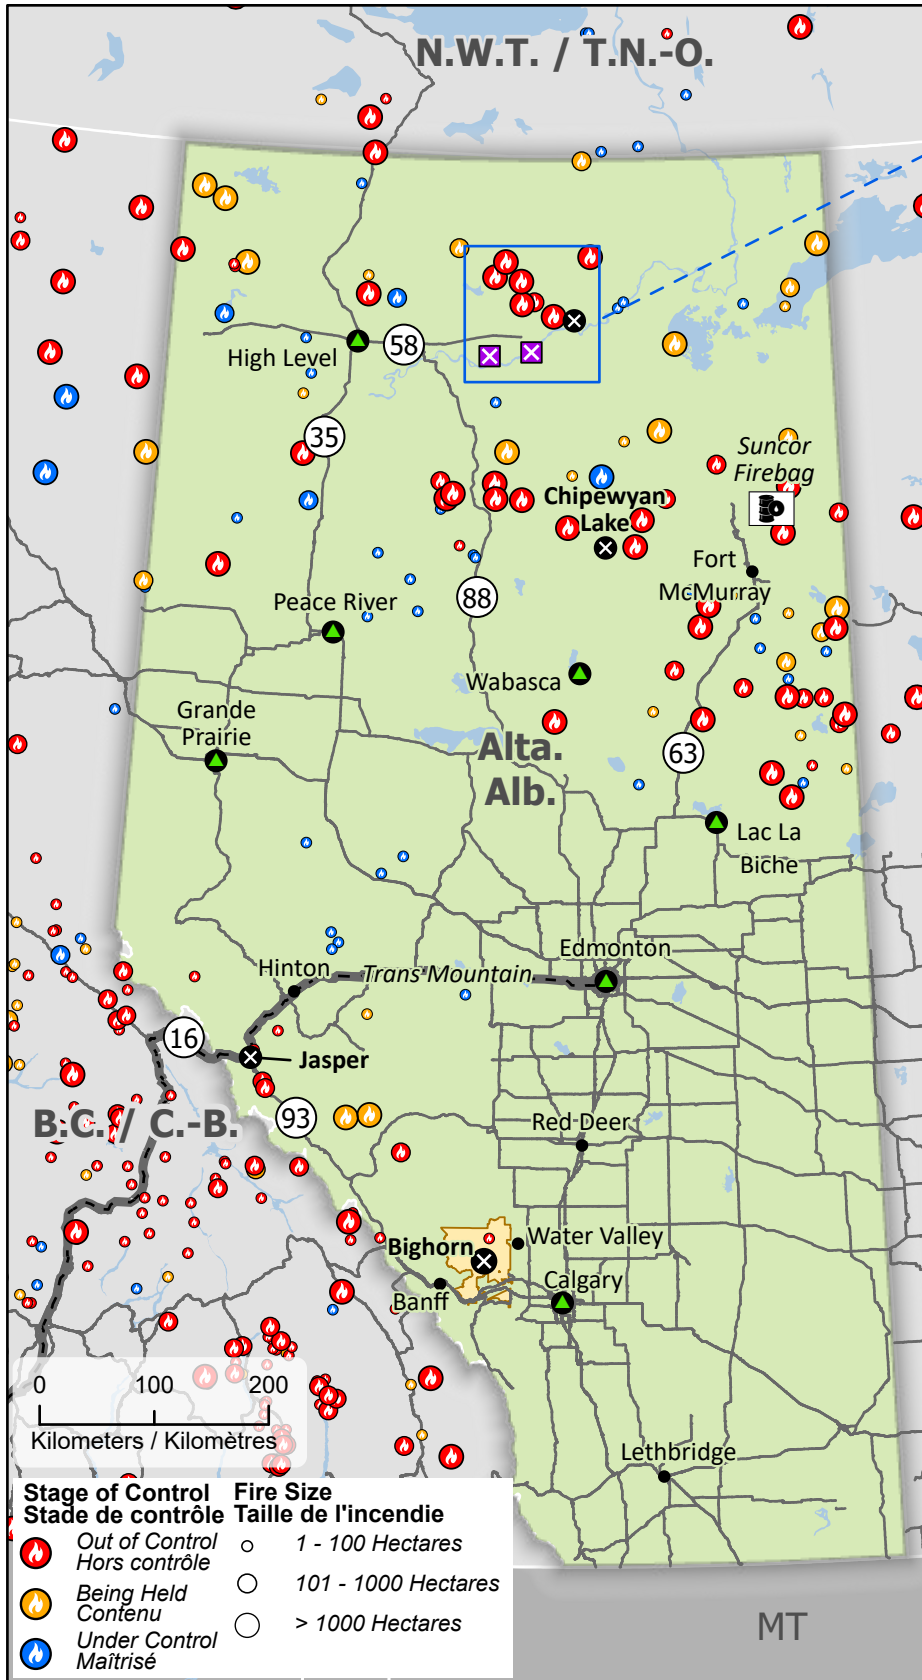 N.W.T. / T.N.-O.
High Level
58
35
Suncor
Firebag
Chipewyan
Lake
Fort
McMurray
Peace River
88
Wabasca
Grande
Prairie
Alta.
Alb.
63
Lac La
Biche
Edmonton
Hinton
Trans Mountain
16
Jasper
93
B.C. / C.-B.
Red Deer
Bighorn
Water Valley
Banff
Calgary
0 100 200
Kilometers / Kilomètres
Lethbridge
Stage of Control
Stade de contrôle
Out of Control
Hors contrôle
Being Held
Contenu
Under Control
Maîtrisé
Fire Size
Taille de l'incendie
1 - 100 Hectares
101 - 1000 Hectares
> 1000 Hectares
MT